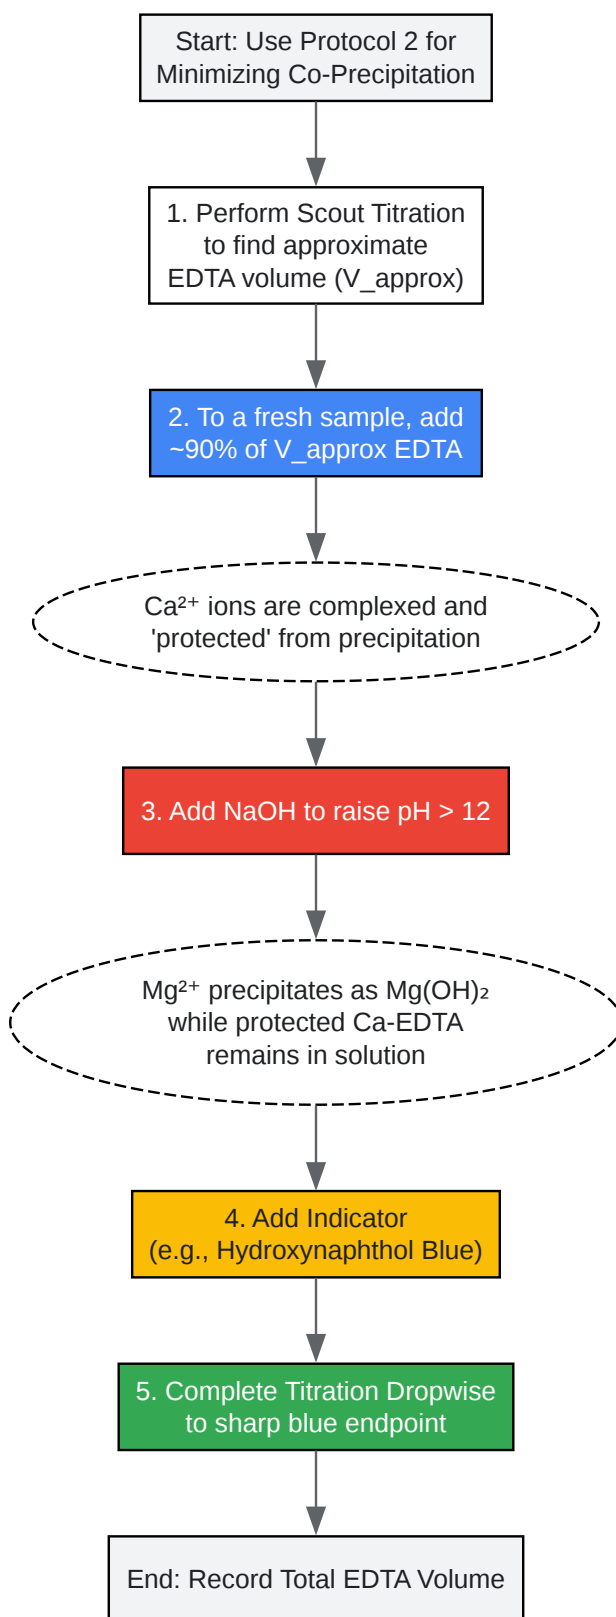 Start: Use Protocol 2 for
Minimizing Co-Precipitation
1. Perform Scout Titration
to find approximate
EDTA volume (V_approx)
2. To a fresh sample, add
~90% of V_approx EDTA
Ca²⁺ ions are complexed and
'protected' from precipitation
3. Add NaOH to raise pH > 12
Mg²⁺ precipitates as Mg(OH)₂
while protected Ca-EDTA
remains in solution
4. Add Indicator
(e.g., Hydroxynaphthol Blue)
5. Complete Titration Dropwise
to sharp blue endpoint
End: Record Total EDTA Volume